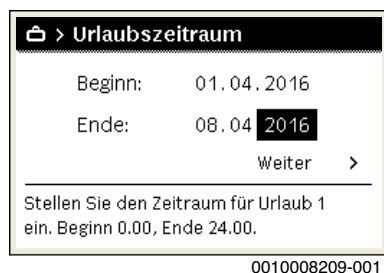 > Urlaubszeitraum
Beginn: 01.04.2016
Ende: 08.04 2016
Weiter >
Stellen Sie den Zeitraum für Urlaub 1
ein. Beginn 0.00, Ende 24.00.
0010008209-001